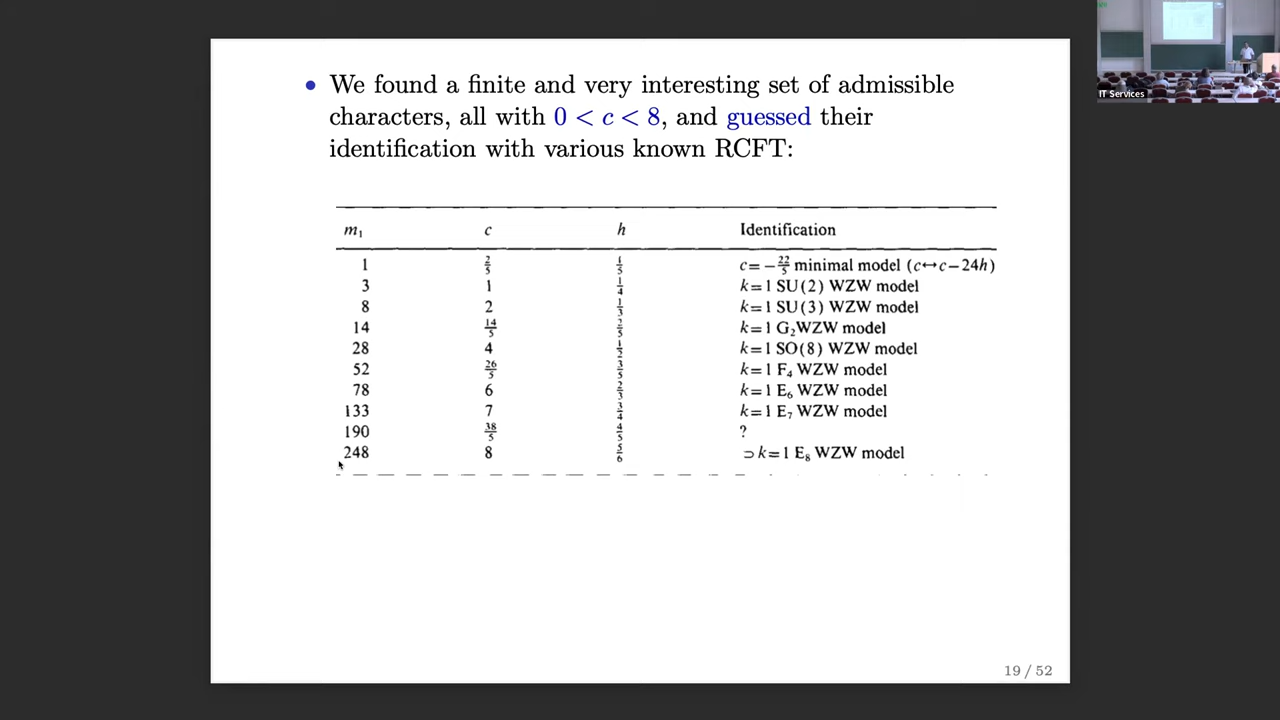 • We found a finite and very interesting set of admissible
characters, all with 0 < c < 8, and guessed their
identification with various known RCFT:
m₁ c h Identification
1 2/5 1/5 c=−22/5 minimal model (c↔c−24h)
3 1 1/4 k=1 SU(2) WZW model
8 2 1/3 k=1 SU(3) WZW model
14 14/5 2/5 k=1 G₂WZW model
28 4 1/2 k=1 SO(8) WZW model
52 26/5 3/5 k=1 F₄ WZW model
78 6 2/3 k=1 E₆ WZW model
133 7 3/4 k=1 E₇ WZW model
190 38/5 4/5 ?
248 8 5/6 ⊃k=1 E₈ WZW model
19 / 52
IT Services